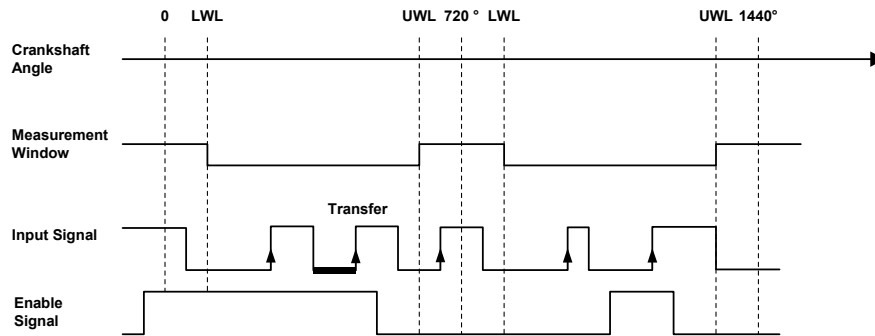 0 LWL UWL 720 ° LWL UWL 1440°
Crankshaft
Angle
Measurement
Window
Transfer
Input Signal
Enable
Signal